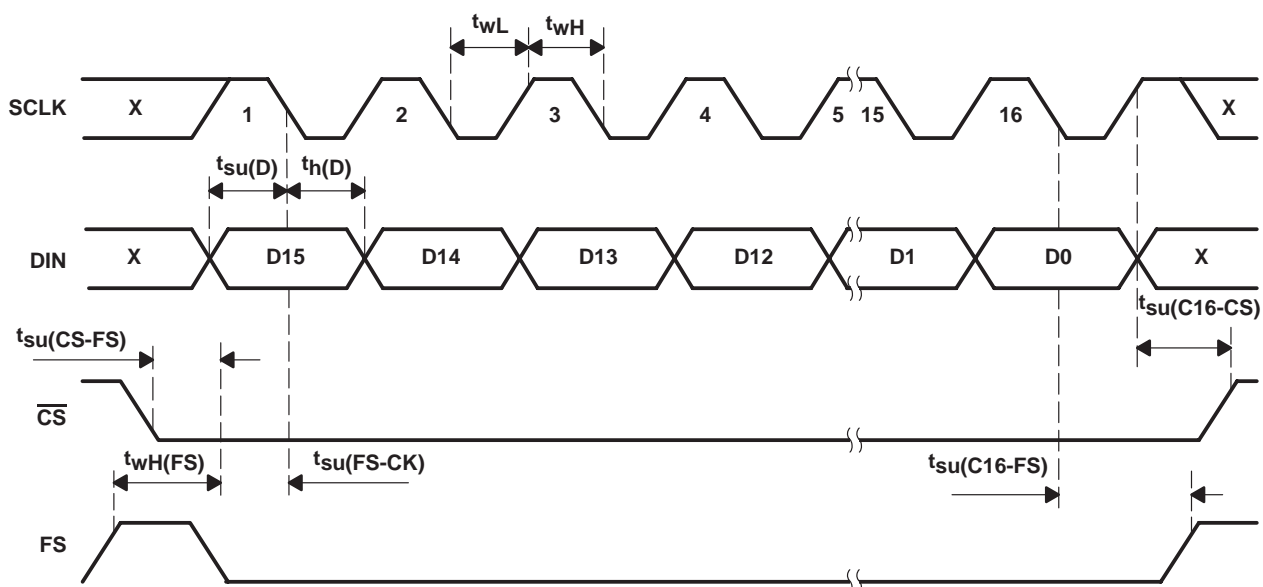 twL twH
SCLK X 1 2 3 4 5 15 16 X
tsu(D) th(D)
DIN X D15 D14 D13 D12 D1 D0 X
tsu(C16-CS)
tsu(CS-FS)
CS
twH(FS) tsu(FS-CK) tsu(C16-FS)
FS